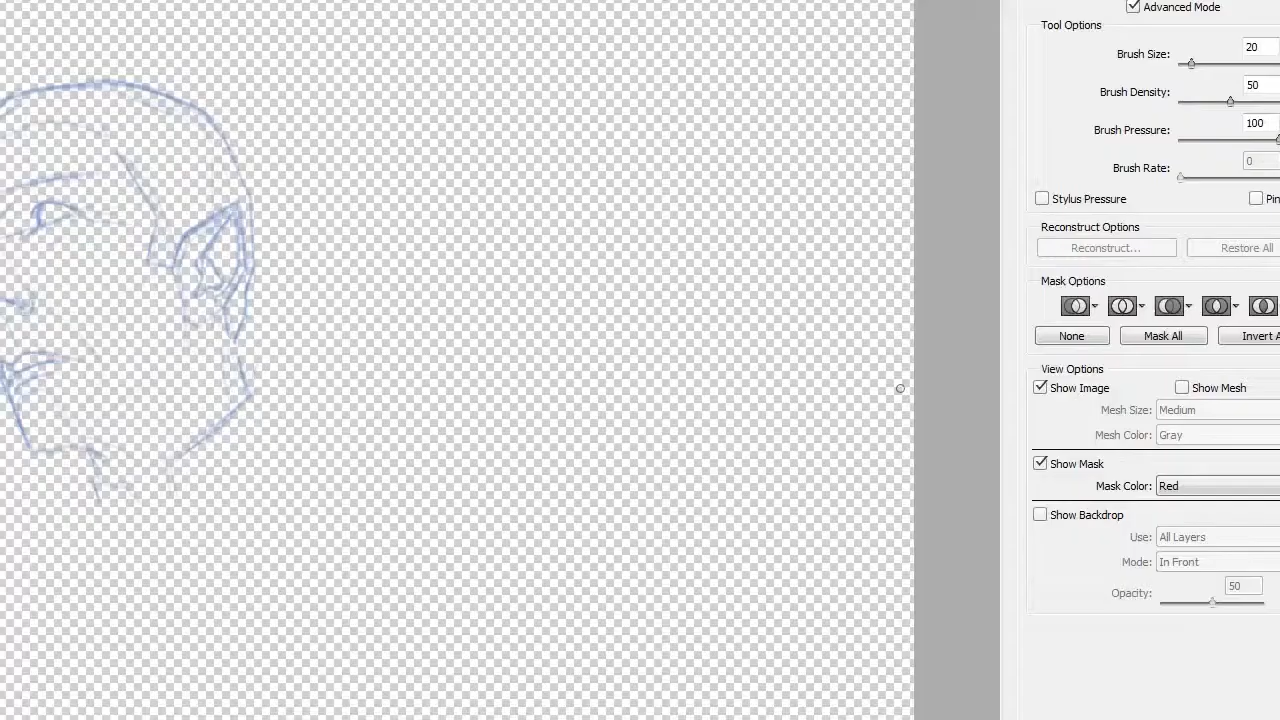 Advanced Mode
Tool Options
Brush Size: 20
Brush Density: 50
Brush Pressure: 100
Brush Rate: 0
Stylus Pressure Pin
Reconstruct Options
Reconstruct... Restore All
Mask Options
None Mask All Invert A
View Options
Show Image Show Mesh
Mesh Size: Medium
Mesh Color: Gray
Show Mask
Mask Color: Red
Show Backdrop
Use: All Layers
Mode: In Front
Opacity: 50